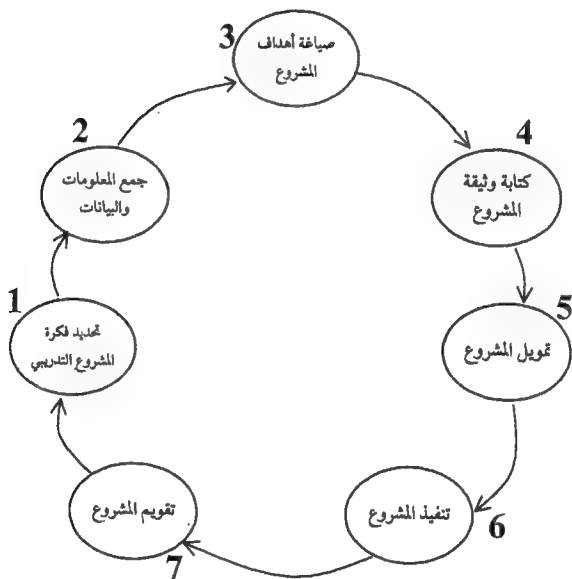 1
تحديد فكرة
المشروع التدريبي
2
جمع المعلومات
والبيانات
3
صياغة أهداف
المشروع
4
كتابة وثيقة
المشروع
5
تمويل المشروع
6
تنفيذ المشروع
7
تقويم المشروع